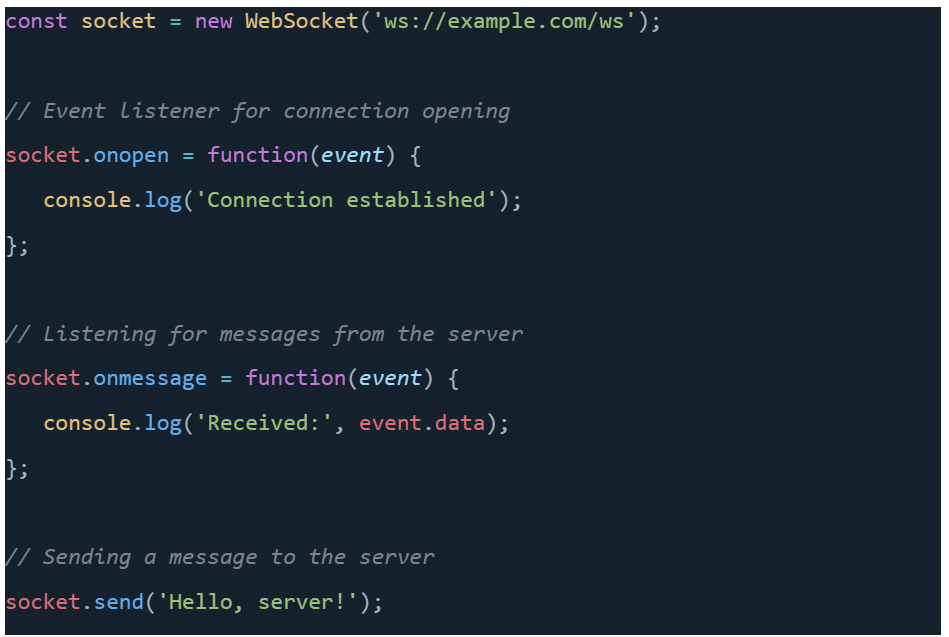 const socket = new WebSocket('ws://example.com/ws');
// Event listener for connection opening
socket.onopen = function(event) {
   console.log('Connection established');
};
// Listening for messages from the server
socket.onmessage = function(event) {
   console.log('Received:', event.data);
};
// Sending a message to the server
socket.send('Hello, server!');